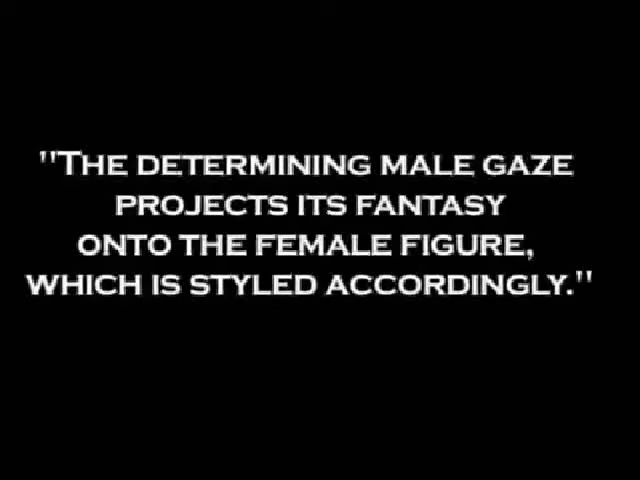 "THE DETERMINING MALE GAZE
PROJECTS ITS FANTASY
ONTO THE FEMALE FIGURE,
WHICH IS STYLED ACCORDINGLY."